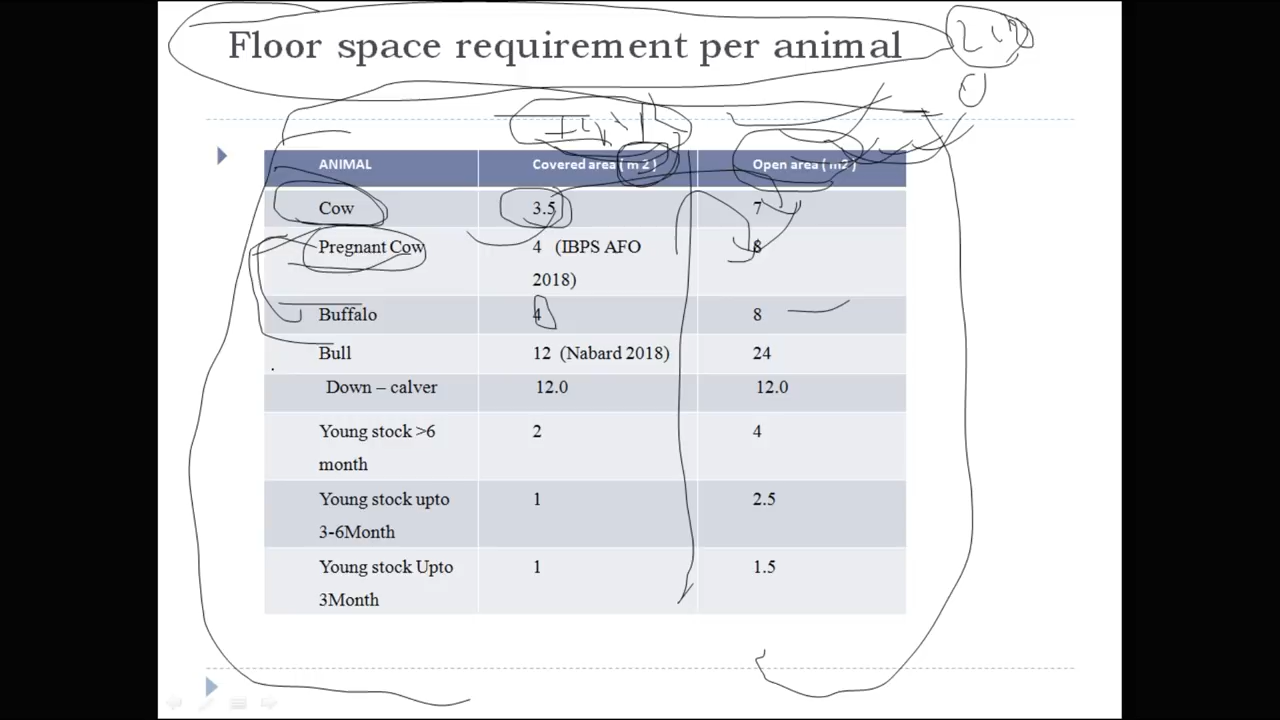 Floor space requirement per animal
ANIMAL Covered area ( m 2 ) Open area ( m2 )
Cow 3.5 7
Pregnant Cow 4 (IBPS AFO 8
2018)
Buffalo 4 8
Bull 12 (Nabard 2018) 24
Down – calver 12.0 12.0
Young stock >6 2 4
month
Young stock upto 1 2.5
3-6Month
Young stock Upto 1 1.5
3Month